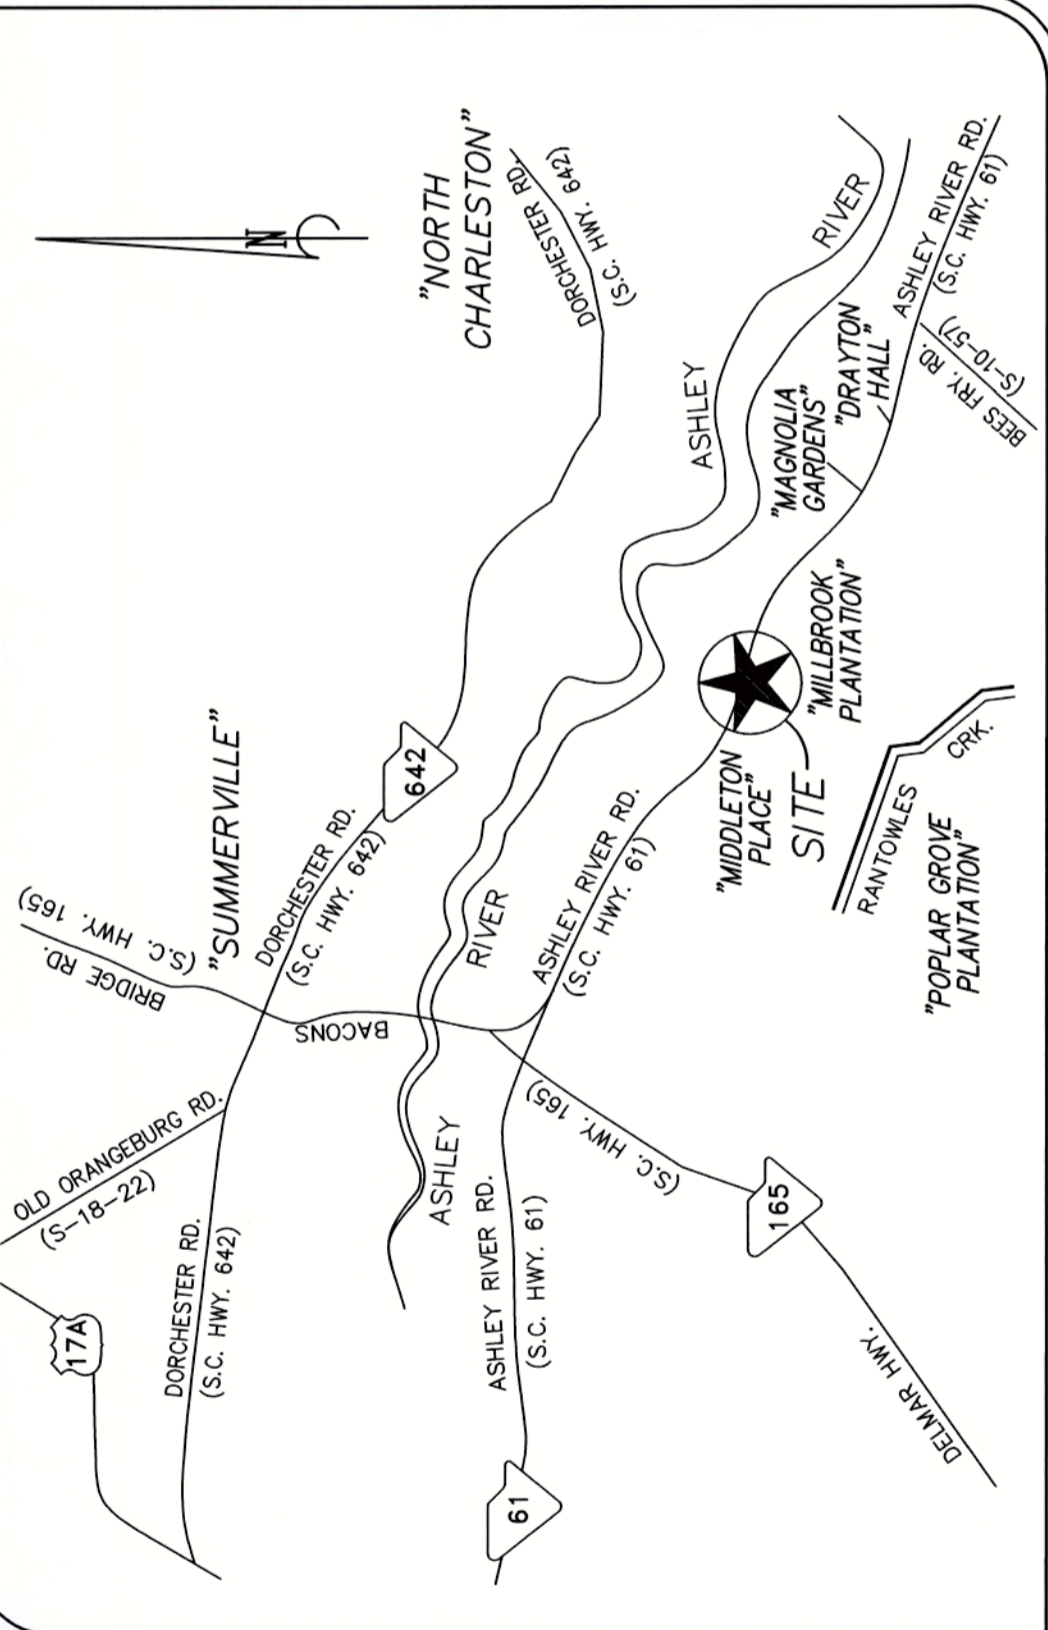 N
"NORTH
CHARLESTON"
DORCHESTER RD.
(S.C. HWY. 642)
"SUMMERVILLE"
642
DORCHESTER RD.
(S.C. HWY. 642)
BACONS
BRIDGE RD.
(S.C. HWY. 165)
OLD ORANGEBURG RD.
(S-18-22)
17A
DORCHESTER RD.
(S.C. HWY. 642)
ASHLEY
RIVER
ASHLEY
RIVER
ASHLEY RIVER RD.
(S.C. HWY. 61)
61
ASHLEY RIVER RD.
(S.C. HWY. 61)
(S.C. HWY. 165)
165
DELMAR HWY.
"MIDDLETON
PLACE"
SITE
"MILLBROOK
PLANTATION"
"MAGNOLIA
GARDENS"
"DRAYTON
HALL"
ASHLEY RIVER RD.
(S.C. HWY. 61)
BEES FRY. RD.
(S-10-57)
RANTOWLES
CRK.
"POPLAR GROVE
PLANTATION"